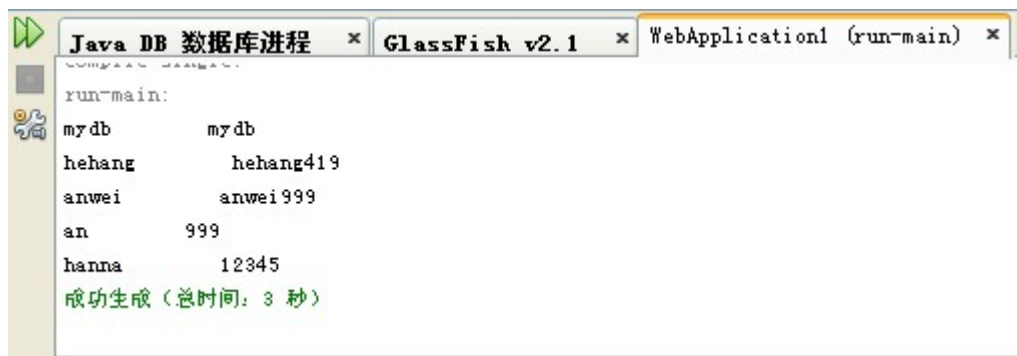 Java DB 数据库进程 × GlassFish v2.1 × WebApplication1 (run-main) ×
run-main:
mydb mydb
hehang hehang419
anwei anwei999
an 999
hanna 12345
成功生成（总时间：3 秒）